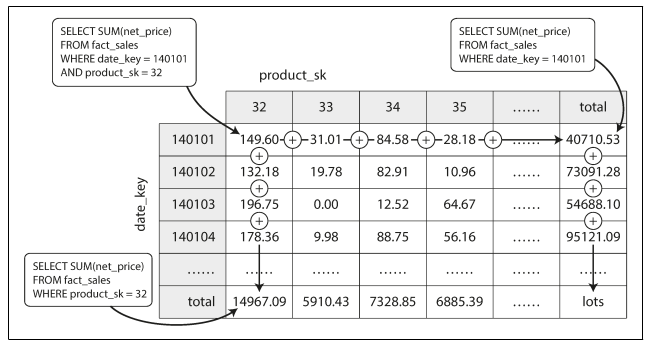 SELECT SUM(net_price)
FROM fact_sales
WHERE date_key = 140101
AND product_sk = 32
SELECT SUM(net_price)
FROM fact_sales
WHERE date_key = 140101
product_sk
32 33 34 35 ...... total
date_key
140101 149.60 + 31.01 + 84.58 + 28.18 + ...... 40710.53
+ +
140102 132.18 19.78 82.91 10.96 ...... 73091.28
+ +
140103 196.75 0.00 12.52 64.67 ...... 54688.10
+ +
140104 178.36 9.98 88.75 56.16 ...... 95121.09
...... ...... ...... ...... ...... ...... ......
total 14967.09 5910.43 7328.85 6885.39 ...... lots
SELECT SUM(net_price)
FROM fact_sales
WHERE product_sk = 32